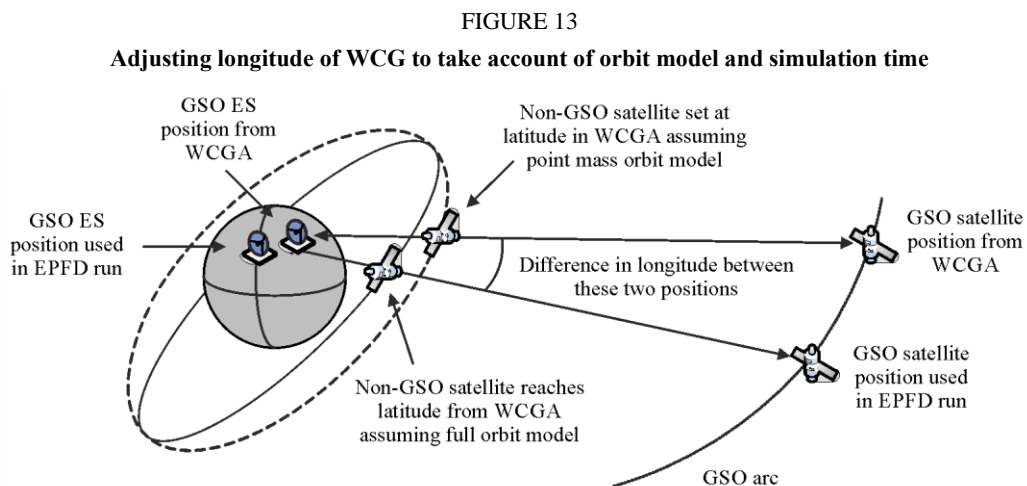 FIGURE 13
Adjusting longitude of WCG to take account of orbit model and simulation time
GSO ES
position from
WCGA
Non-GSO satellite set at
latitude in WCGA assuming
point mass orbit model
GSO ES
position used
in EPFD run
GSO satellite
position from
WCGA
Difference in longitude between
these two positions
Non-GSO satellite reaches
latitude from WCGA
assuming full orbit model
GSO satellite
position used
in EPFD run
GSO arc